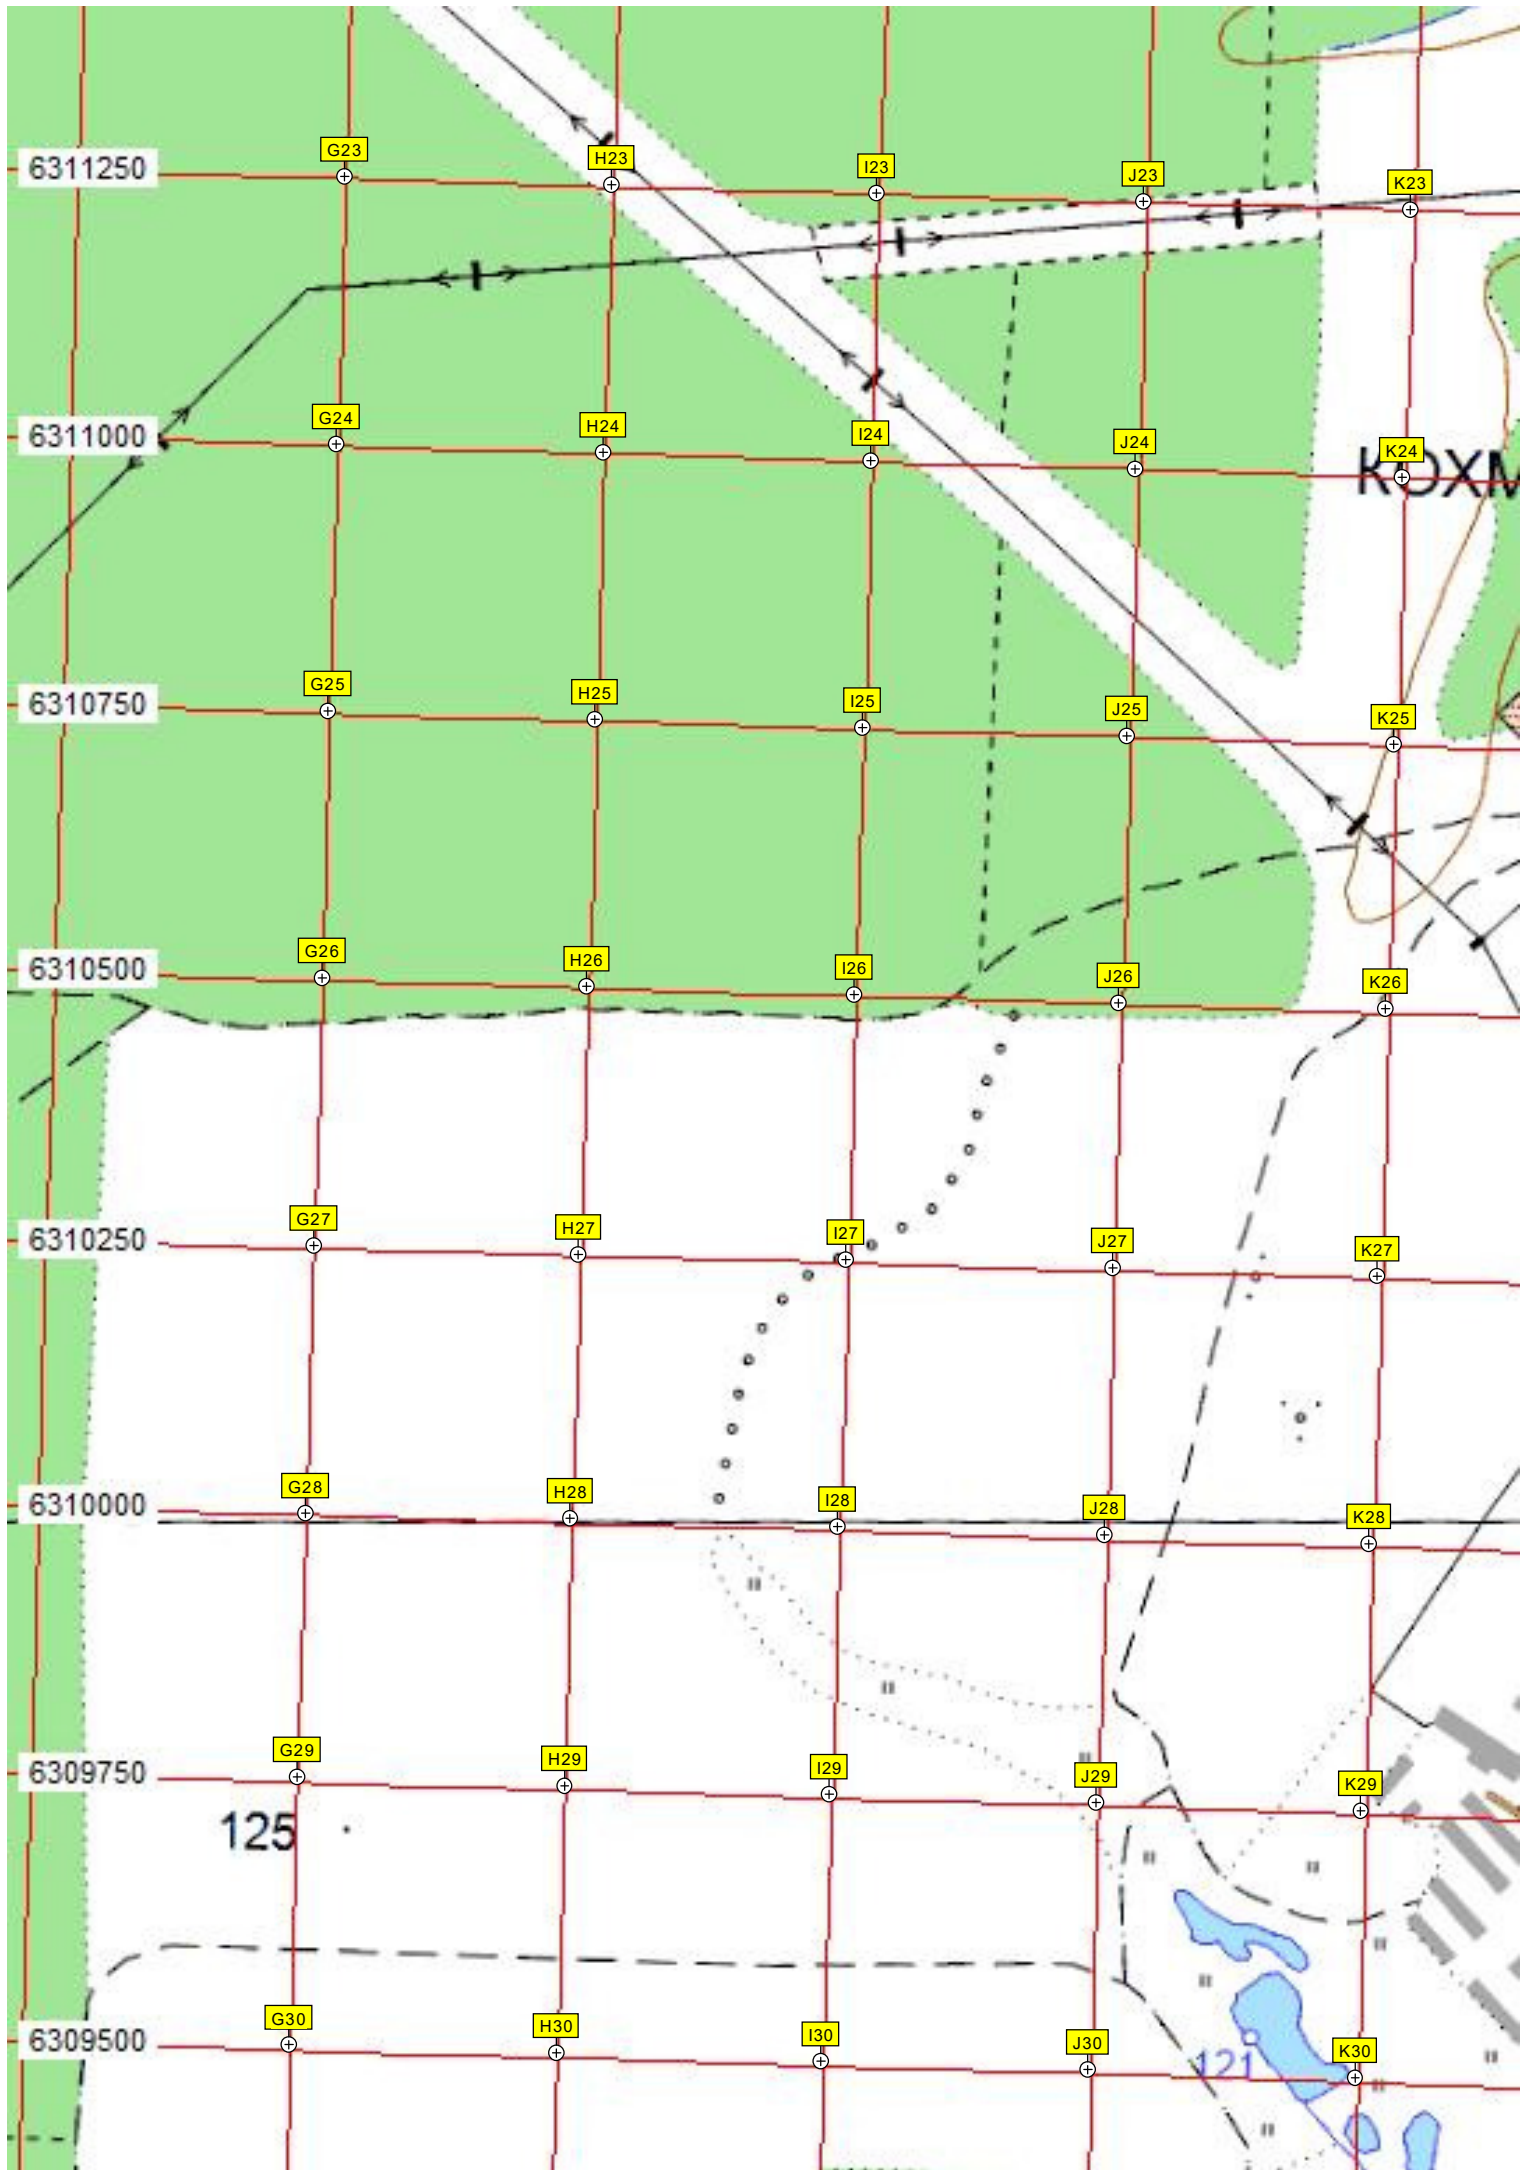 G23 H23 I23 J23 K23
6311250
G24 H24 I24 J24 K24
6311000
КОХМ
G25 H25 I25 J25 K25
6310750
G26 H26 I26 J26 K26
6310500
G27 H27 I27 J27 K27
6310250
G28 H28 I28 J28 K28
6310000
G29 H29 I29 J29 K29
6309750
125
G30 H30 I30 J30 K30
6309500
121